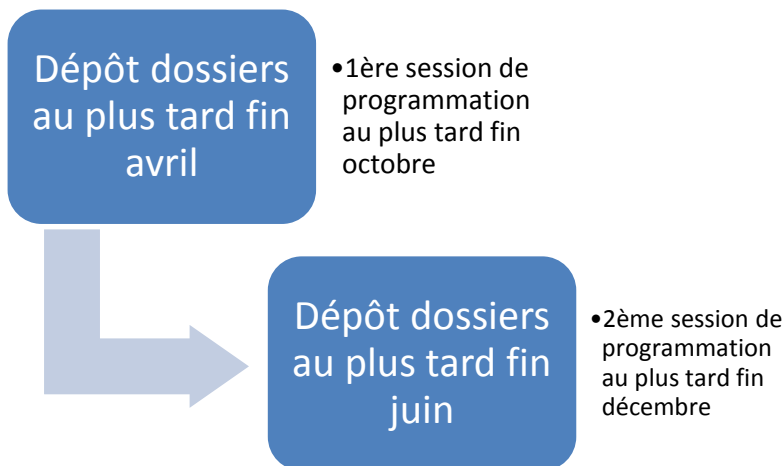 Dépôt dossiers
au plus tard fin
avril
•1ère session de
programmation
au plus tard fin
octobre
Dépôt dossiers
au plus tard fin
juin
•2ème session de
programmation
au plus tard fin
décembre